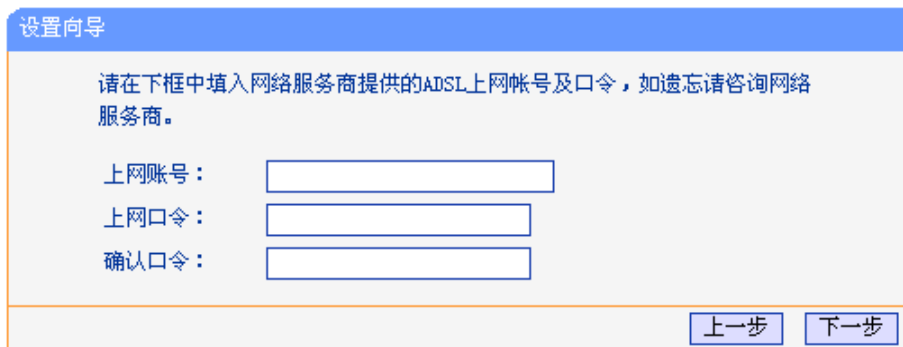 设置向导
请在下框中填入网络服务商提供的ADSL上网帐号及口令，如遗忘请咨询网络
服务商。
上网账号：
上网口令：
确认口令：
上一步 下一步